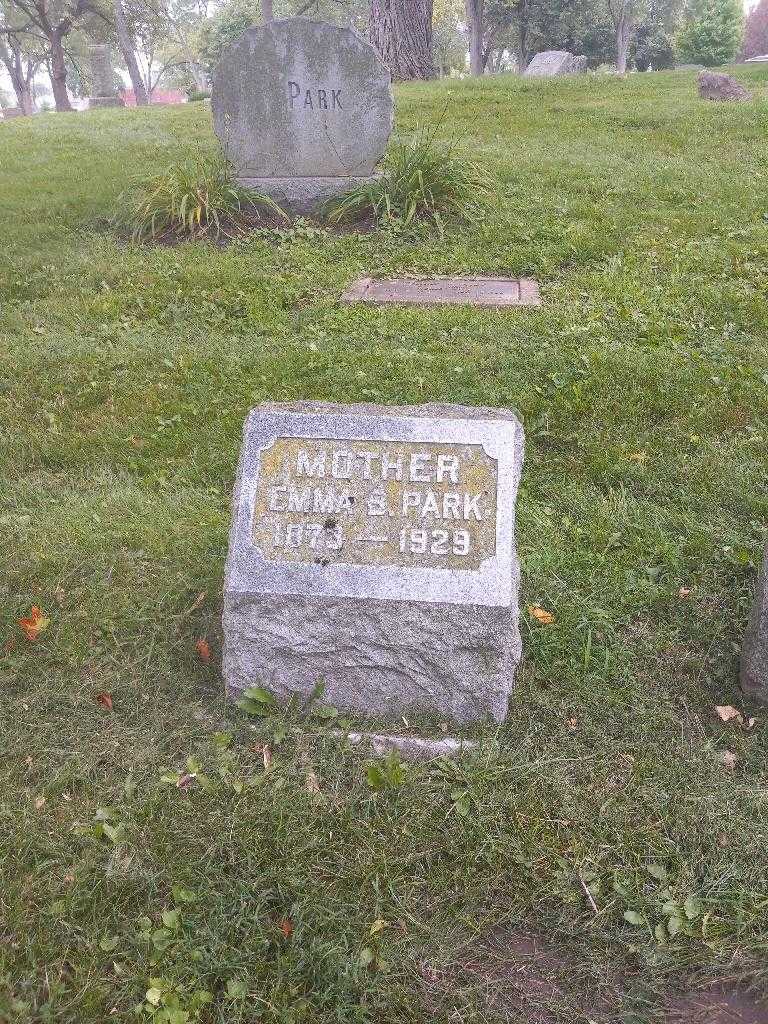 PARK
MOTHER
EMMA B. PARK
1873 — 1929